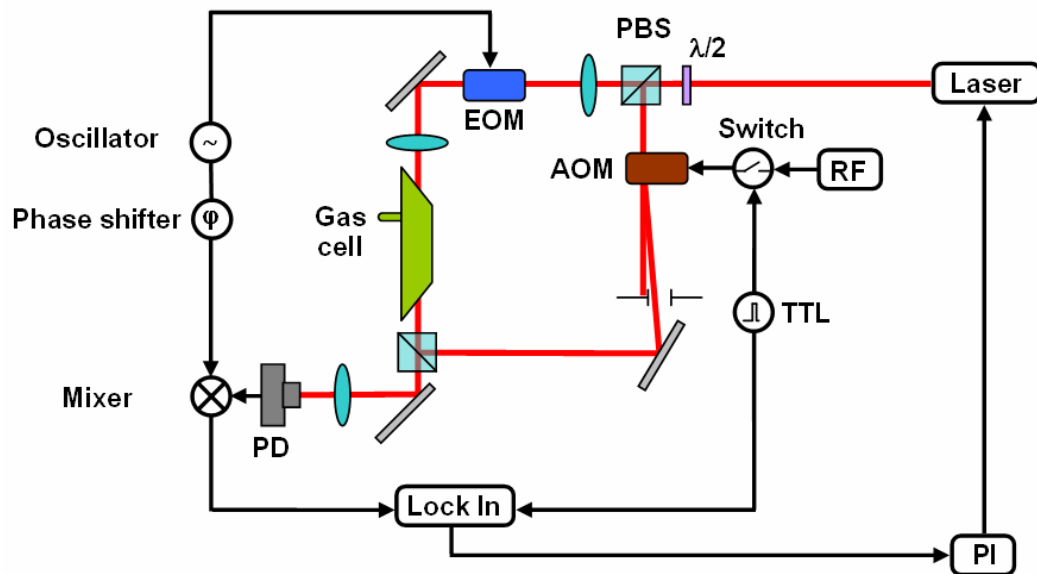 PBS
λ/2
Laser
EOM
Switch
Oscillator
~
AOM
RF
Phase shifter
φ
Gas
cell
TTL
Mixer
PD
Lock In
PI